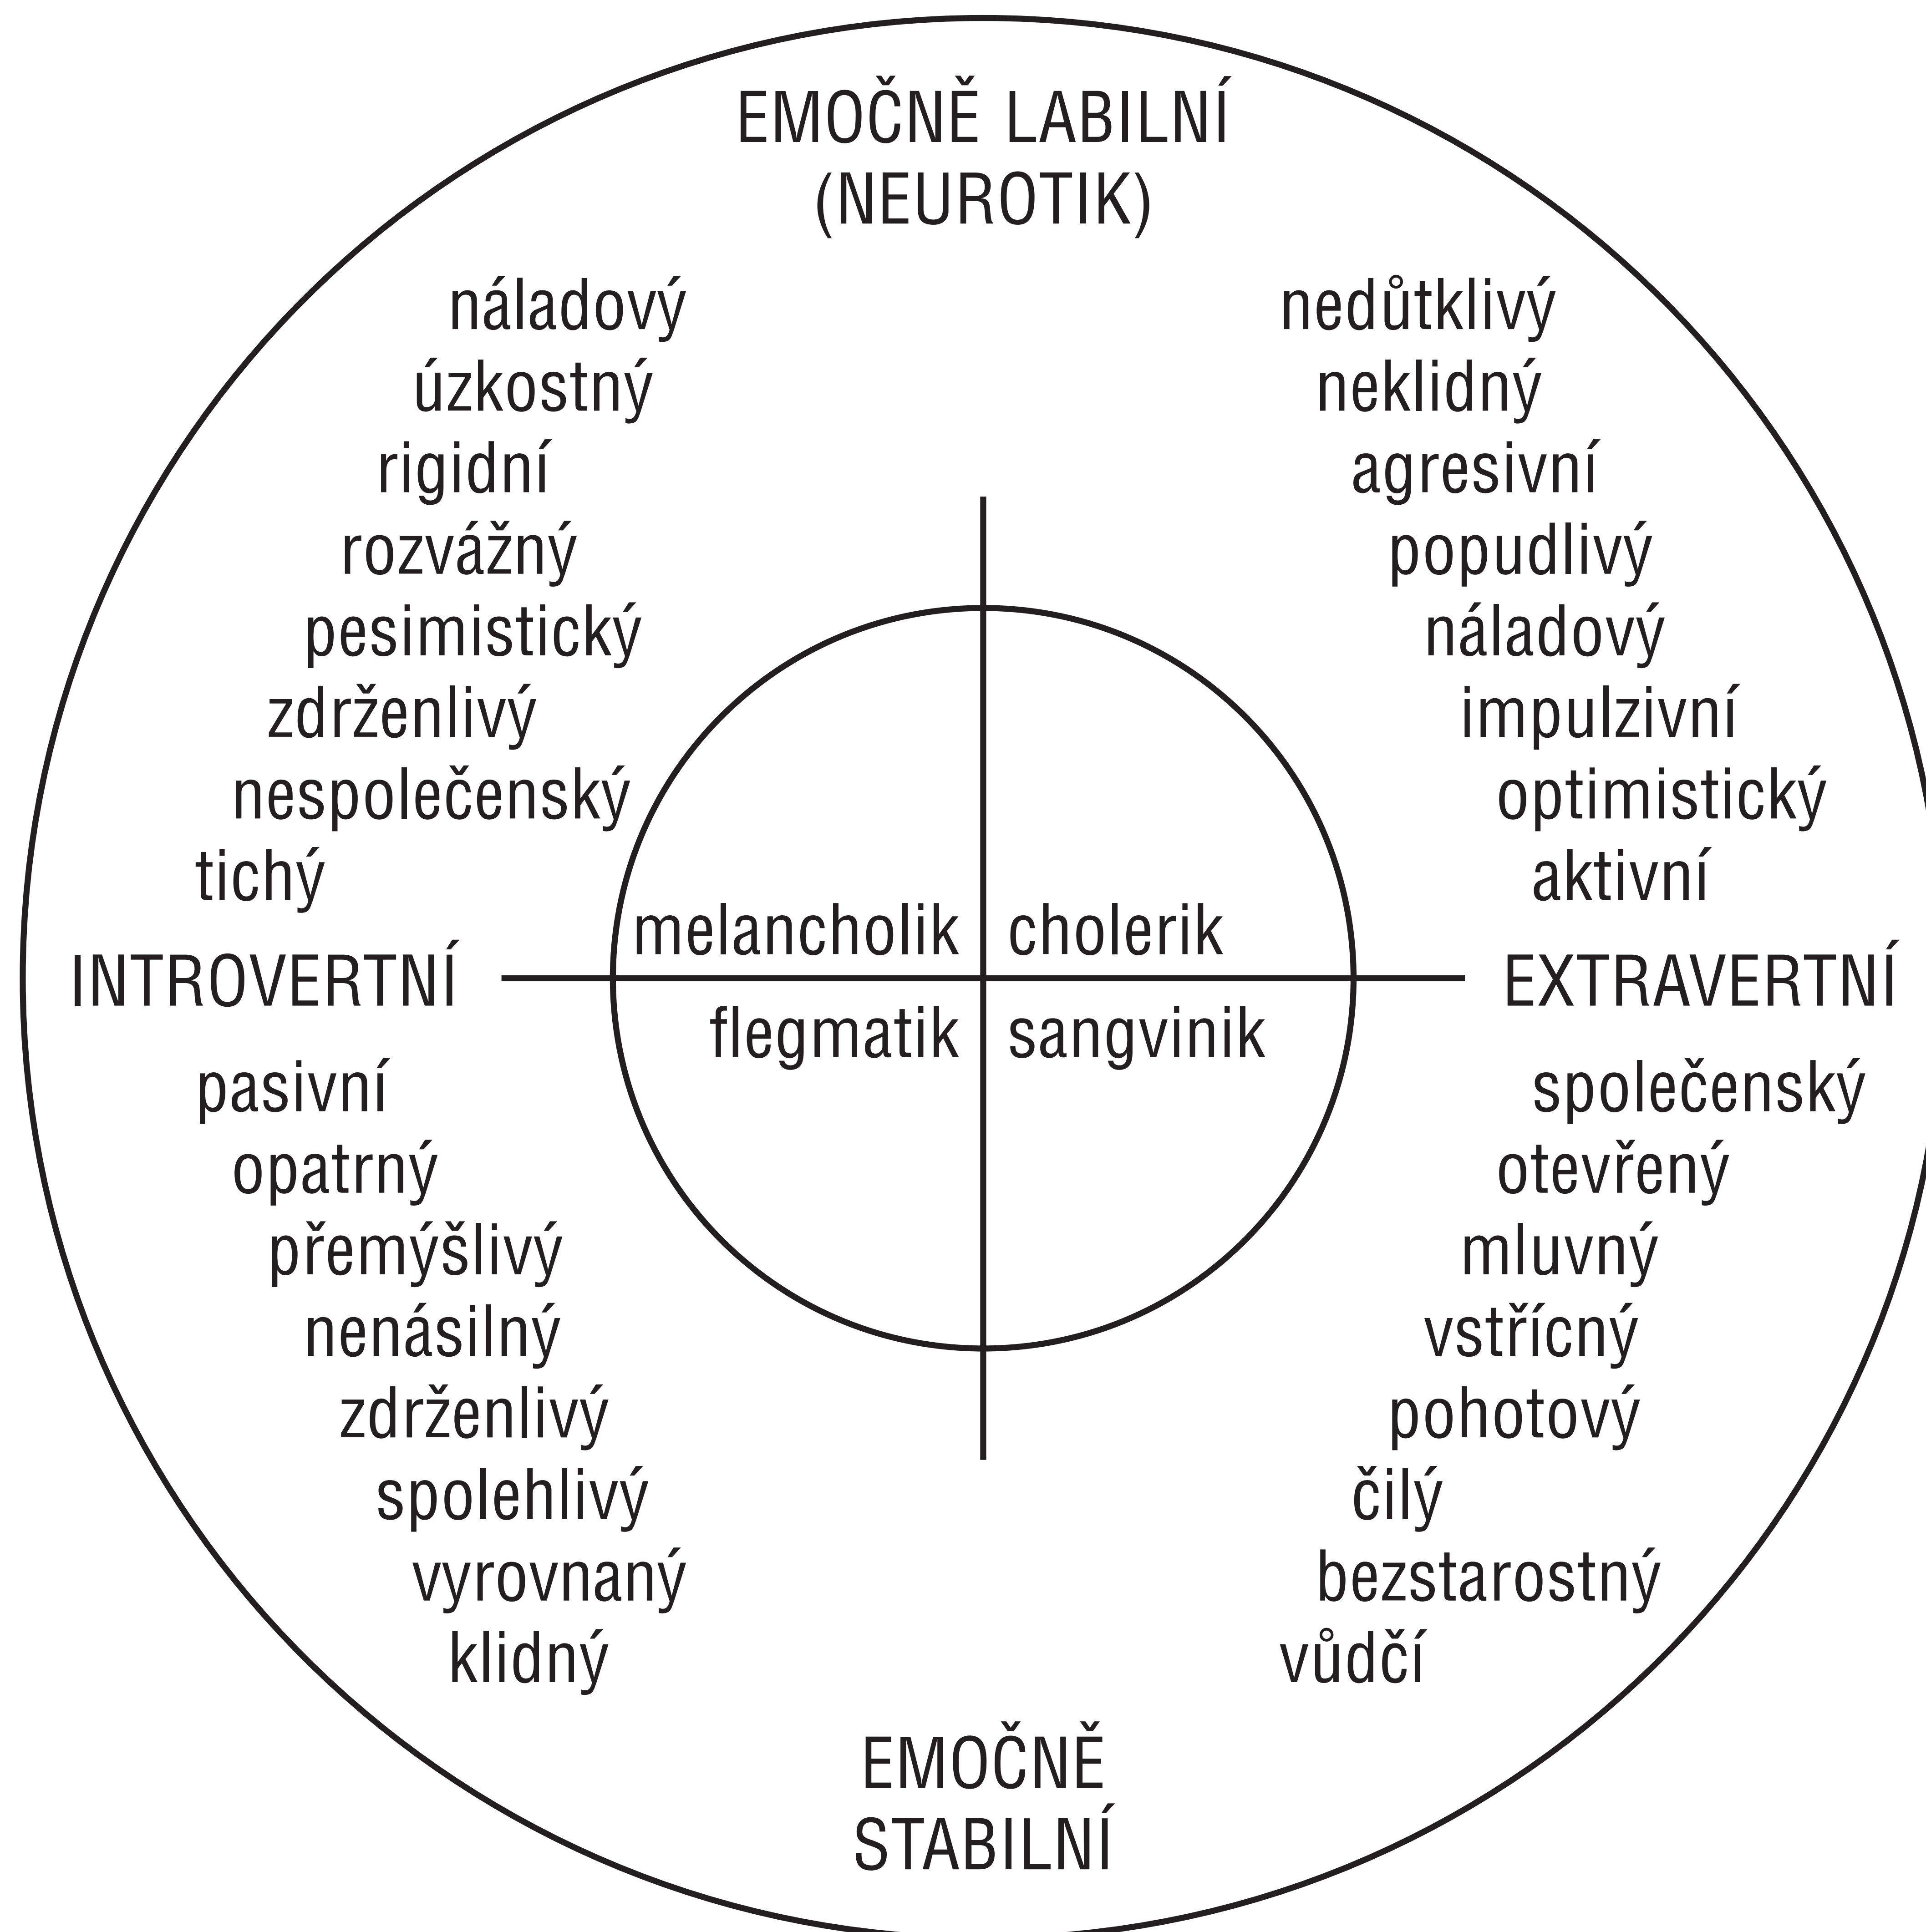 EMOČNĚ LABILNÍ
(NEUROTIK)
náladový
úzkostný
rigidní
rozvážný
pesimistický
zdrženlivý
nespolečenský
tichý
nedůtklivý
neklidný
agresivní
popudlivý
náladový
impulzivní
optimistický
aktivní
melancholik
cholerik
INTROVERTNÍ
EXTRAVERTNÍ
flegmatik
sangvinik
pasivní
opatrný
přemýšlivý
nenásilný
zdrženlivý
spolehlivý
vyrovnaný
klidný
společenský
otevřený
mluvný
vstřícný
pohotový
čilý
bezstarostný
vůdčí
EMOČNĚ
STABILNÍ